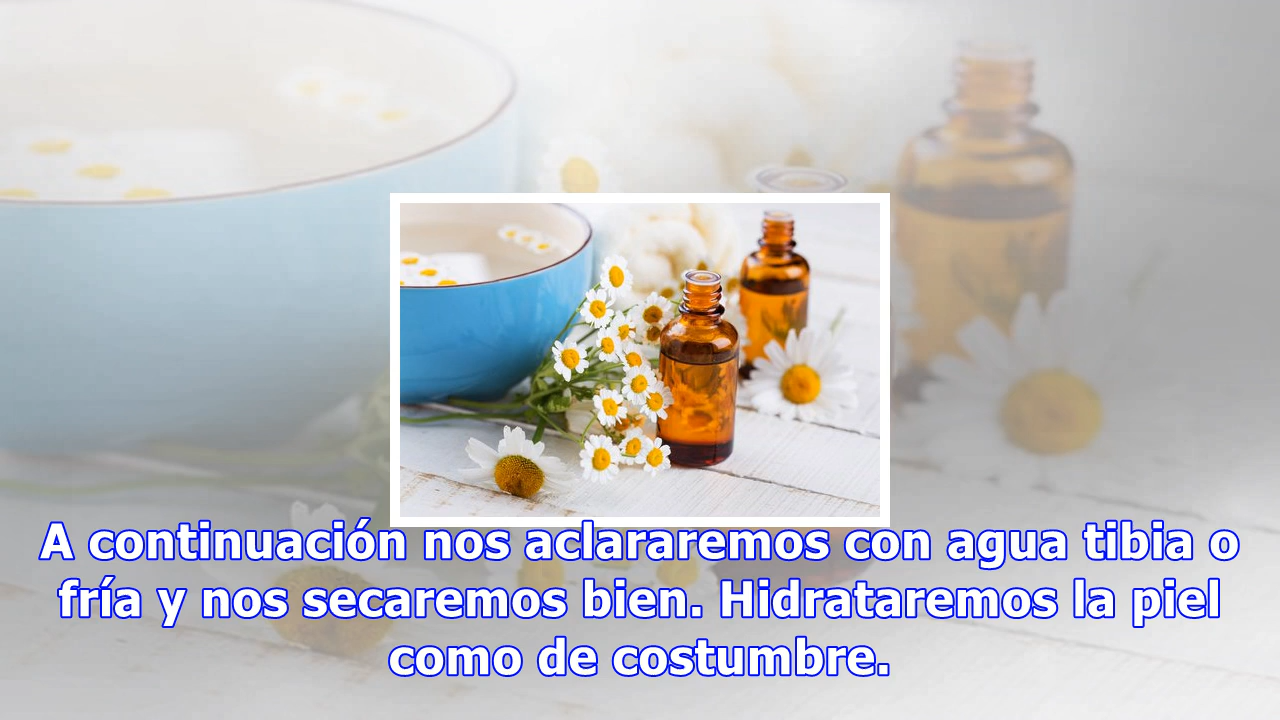 A continuación nos aclararemos con agua tibia o
fría y nos secaremos bien. Hidrataremos la piel
como de costumbre.